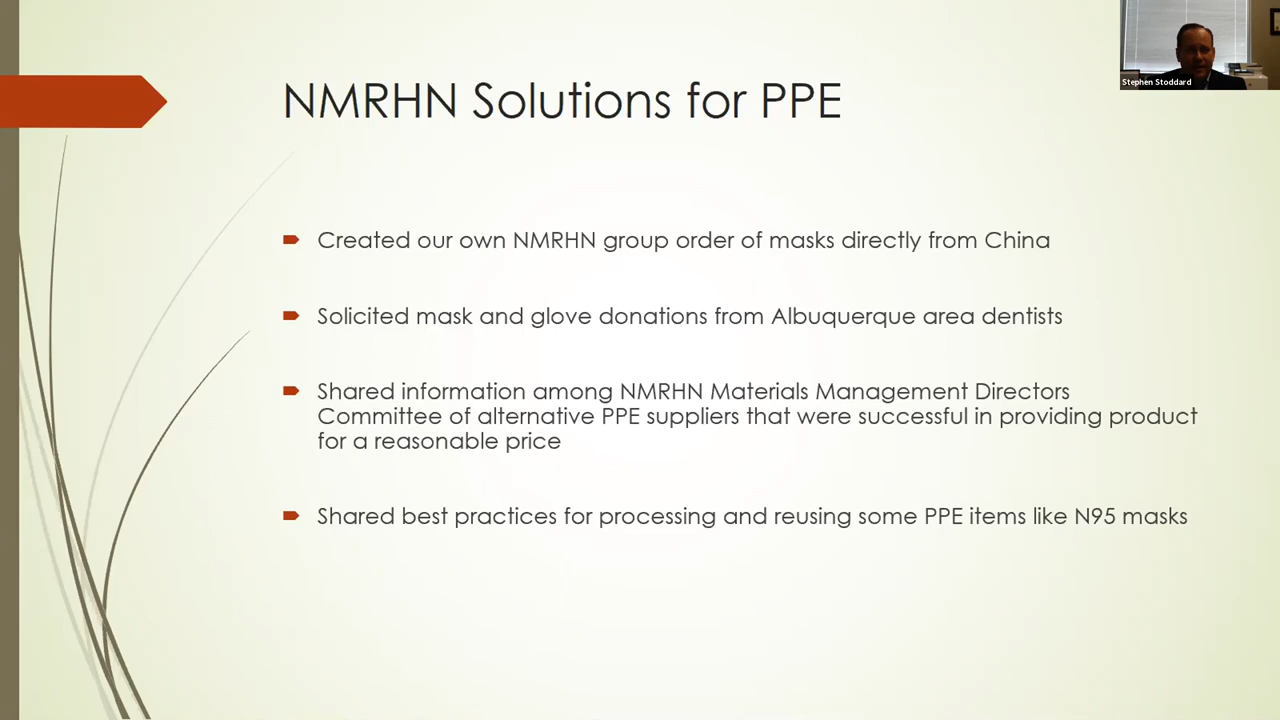 Stephen Stoddard
NMRHN Solutions for PPE
Created our own NMRHN group order of masks directly from China
Solicited mask and glove donations from Albuquerque area dentists
Shared information among NMRHN Materials Management Directors
Committee of alternative PPE suppliers that were successful in providing product
for a reasonable price
Shared best practices for processing and reusing some PPE items like N95 masks